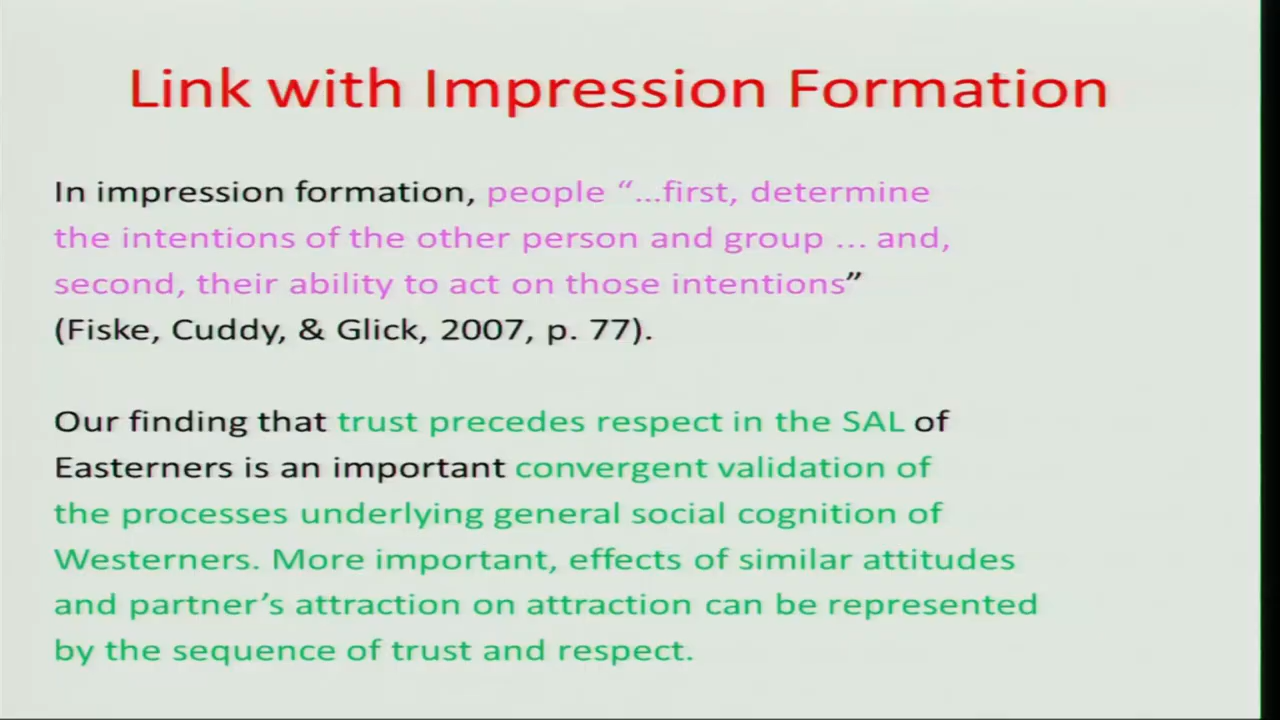 Link with Impression Formation
In impression formation, people “...first, determine
the intentions of the other person and group ... and,
second, their ability to act on those intentions”
(Fiske, Cuddy, & Glick, 2007, p. 77).
Our finding that trust precedes respect in the SAL of
Easterners is an important convergent validation of
the processes underlying general social cognition of
Westerners. More important, effects of similar attitudes
and partner’s attraction on attraction can be represented
by the sequence of trust and respect.